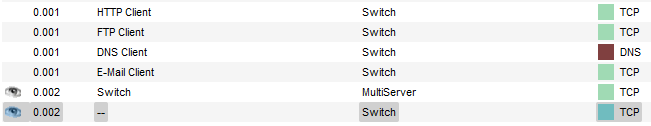 0.001 HTTP Client Switch TCP
0.001 FTP Client Switch TCP
0.001 DNS Client Switch DNS
0.001 E-Mail Client Switch TCP
0.002 Switch MultiServer TCP
0.002 -- Switch TCP